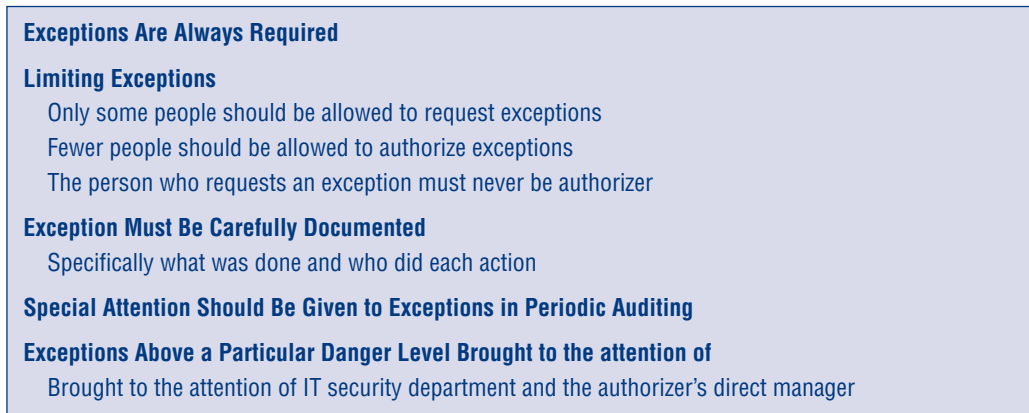 Exceptions Are Always Required
Limiting Exceptions
Only some people should be allowed to request exceptions
Fewer people should be allowed to authorize exceptions
The person who requests an exception must never be authorizer
Exception Must Be Carefully Documented
Specifically what was done and who did each action
Special Attention Should Be Given to Exceptions in Periodic Auditing
Exceptions Above a Particular Danger Level Brought to the attention of
Brought to the attention of IT security department and the authorizer’s direct manager